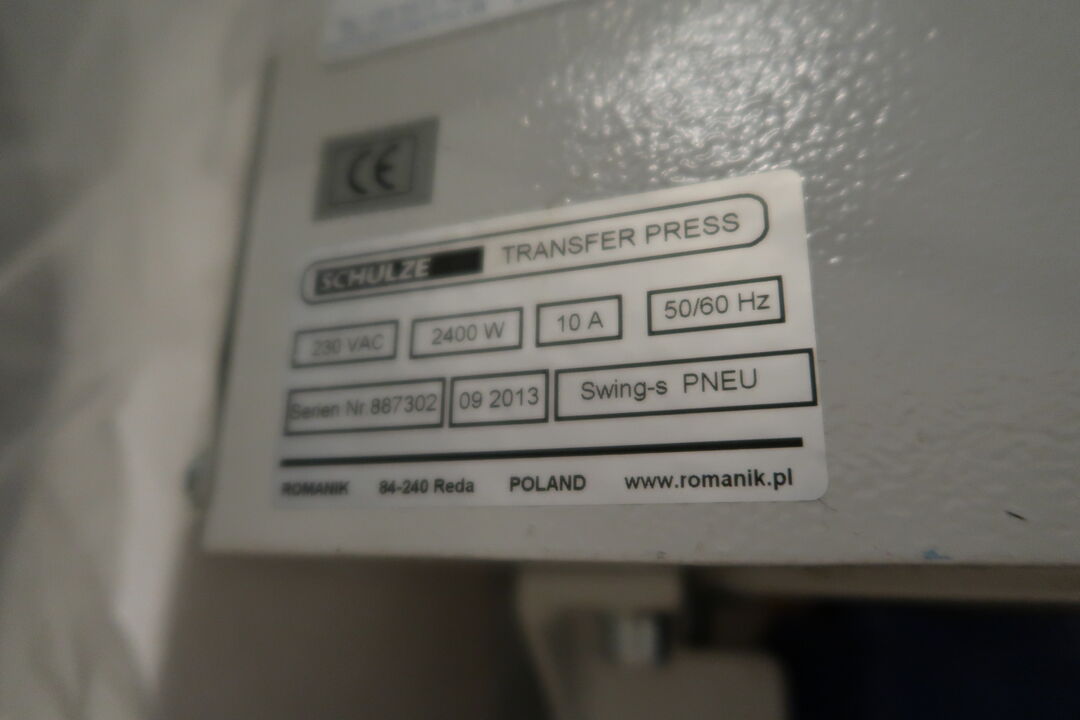 CE
SCHULZE TRANSFER PRESS
230 VAC 2400 W 10 A 50/60 Hz
Serien Nr.887302 09 2013 Swing-s PNEU
ROMANIK 84-240 Reda POLAND www.romanik.pl